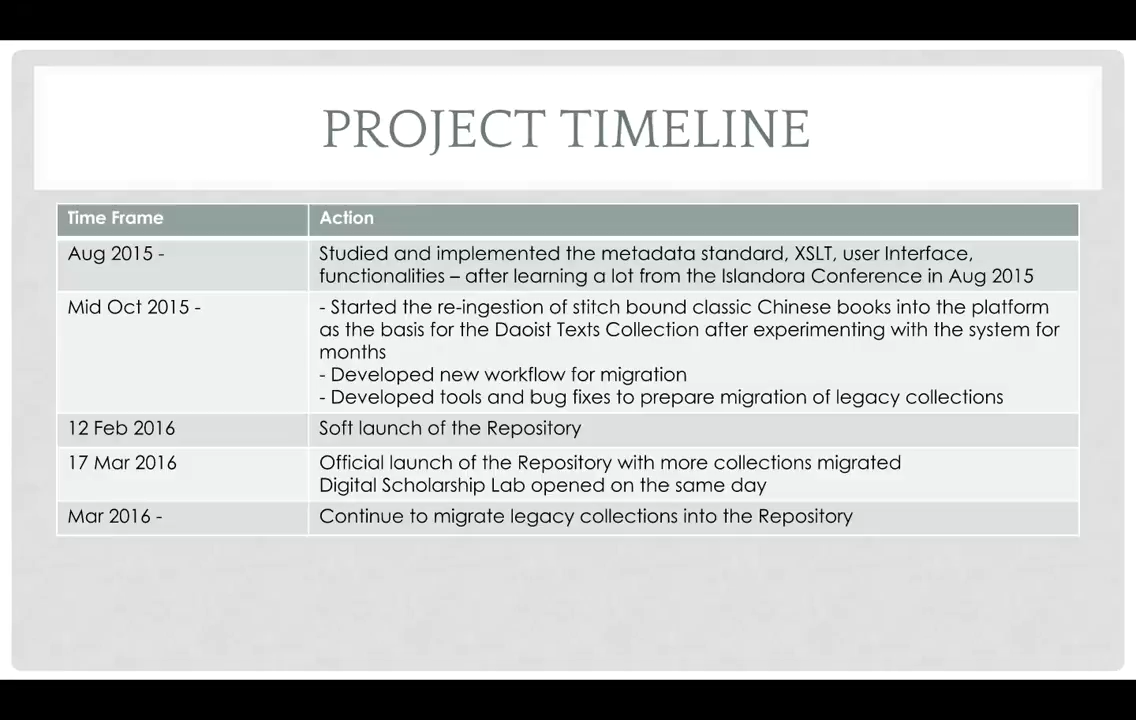 PROJECT TIMELINE
Time Frame
Action
Aug 2015 -
Studied and implemented the metadata standard, XSLT, user Interface,
functionalities – after learning a lot from the Islandora Conference in Aug 2015
Mid Oct 2015 -
- Started the re-ingestion of stitch bound classic Chinese books into the platform
as the basis for the Daoist Texts Collection after experimenting with the system for
months
- Developed new workflow for migration
- Developed tools and bug fixes to prepare migration of legacy collections
12 Feb 2016
Soft launch of the Repository
17 Mar 2016
Official launch of the Repository with more collections migrated
Digital Scholarship Lab opened on the same day
Mar 2016 -
Continue to migrate legacy collections into the Repository